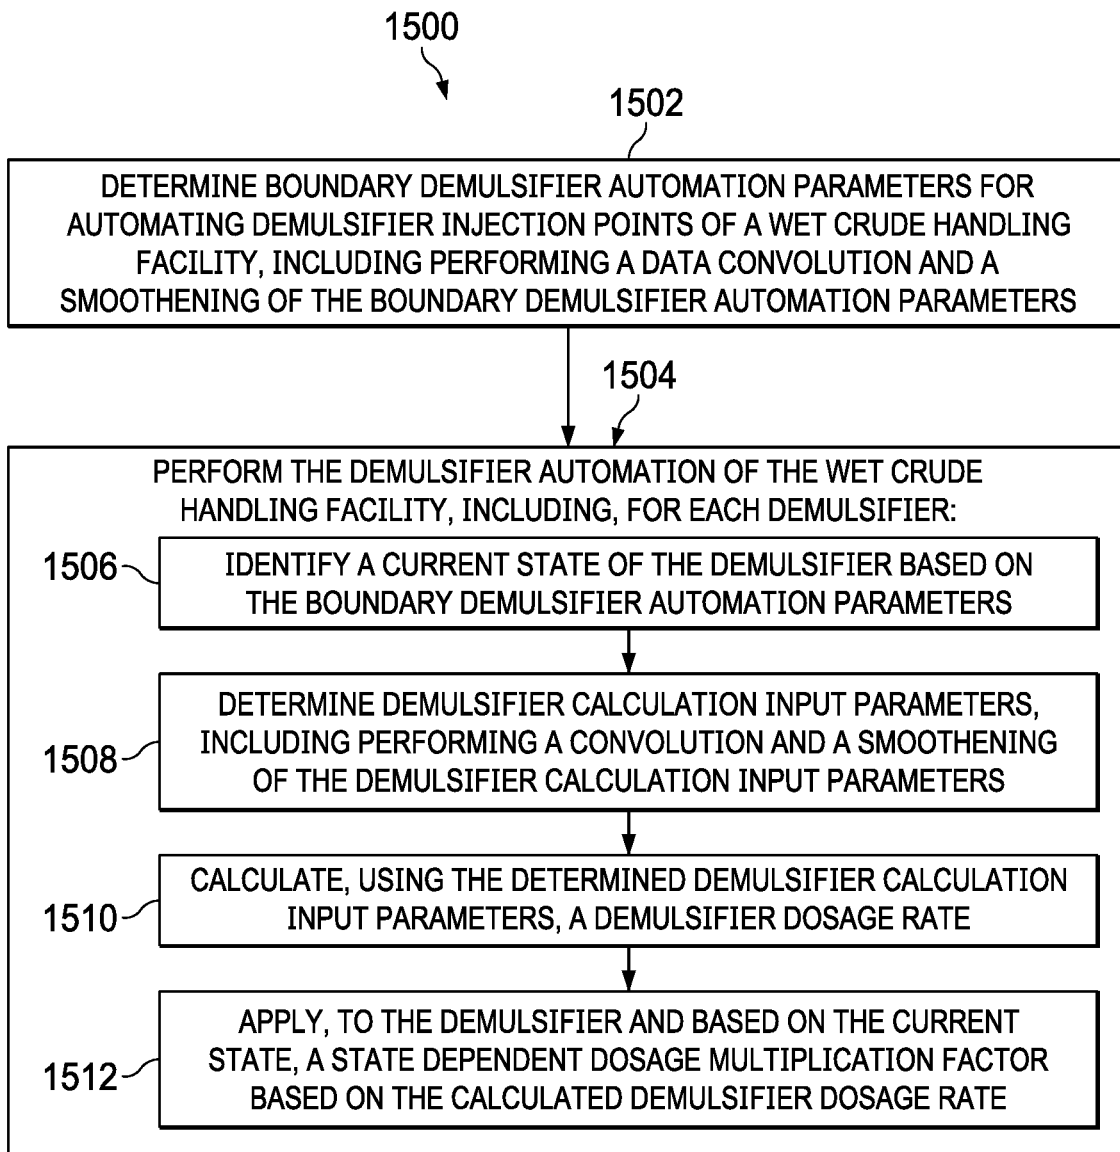 1500
1502
DETERMINE BOUNDARY DEMULSIFIER AUTOMATION PARAMETERS FOR
AUTOMATING DEMULSIFIER INJECTION POINTS OF A WET CRUDE HANDLING
FACILITY, INCLUDING PERFORMING A DATA CONVOLUTION AND A
SMOOTHENING OF THE BOUNDARY DEMULSIFIER AUTOMATION PARAMETERS
1504
PERFORM THE DEMULSIFIER AUTOMATION OF THE WET CRUDE
HANDLING FACILITY, INCLUDING, FOR EACH DEMULSIFIER:
1506
IDENTIFY A CURRENT STATE OF THE DEMULSIFIER BASED ON
THE BOUNDARY DEMULSIFIER AUTOMATION PARAMETERS
1508
DETERMINE DEMULSIFIER CALCULATION INPUT PARAMETERS,
INCLUDING PERFORMING A CONVOLUTION AND A SMOOTHENING
OF THE DEMULSIFIER CALCULATION INPUT PARAMETERS
1510
CALCULATE, USING THE DETERMINED DEMULSIFIER CALCULATION
INPUT PARAMETERS, A DEMULSIFIER DOSAGE RATE
1512
APPLY, TO THE DEMULSIFIER AND BASED ON THE CURRENT
STATE, A STATE DEPENDENT DOSAGE MULTIPLICATION FACTOR
BASED ON THE CALCULATED DEMULSIFIER DOSAGE RATE